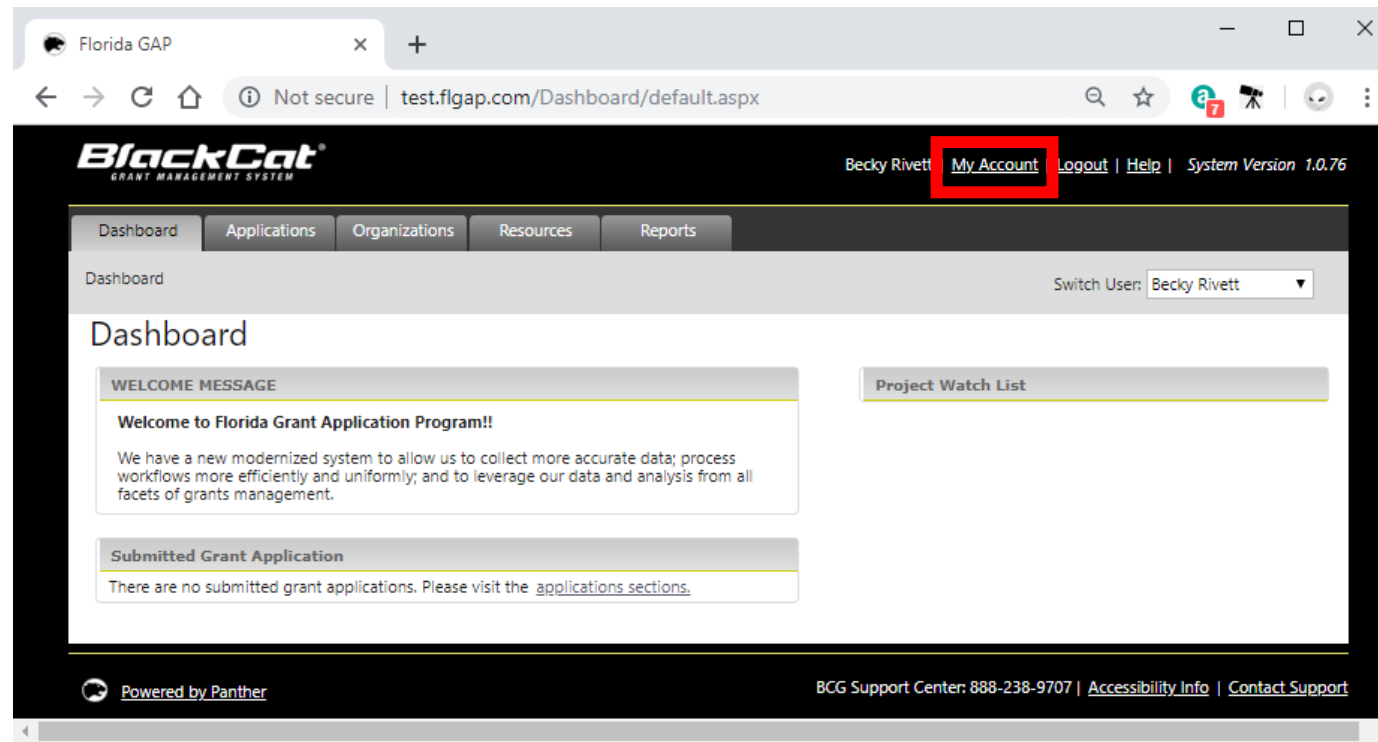 Florida GAP
Not secure | test.flgap.com/Dashboard/default.aspx
7
BlackCat®
GRANT MANAGEMENT SYSTEM
Becky Rivett | My Account | Logout | Help | System Version 1.0.76
Dashboard Applications Organizations Resources Reports
Dashboard
Switch User: Becky Rivett
Dashboard
WELCOME MESSAGE
Welcome to Florida Grant Application Program!!
We have a new modernized system to allow us to collect more accurate data; process
workflows more efficiently and uniformly; and to leverage our data and analysis from all
facets of grants management.
Project Watch List
Submitted Grant Application
There are no submitted grant applications. Please visit the applications sections.
Powered by Panther
BCG Support Center: 888-238-9707 | Accessibility Info | Contact Support